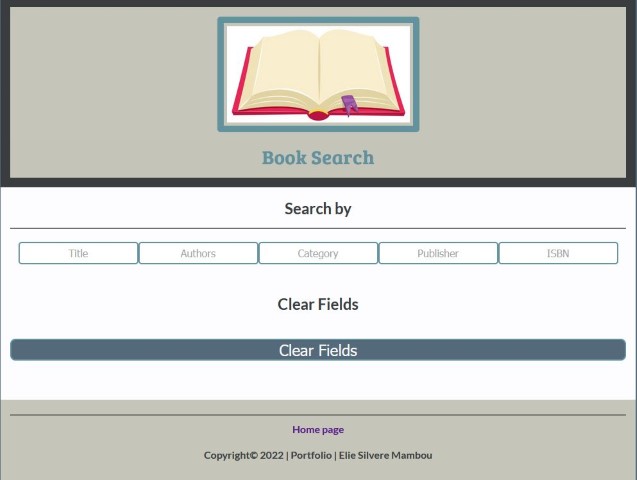 Book Search
Search by
Title Authors Category Publisher ISBN
Clear Fields
Clear Fields
Home page
Copyright© 2022 | Portfolio | Elie Silvere Mambou